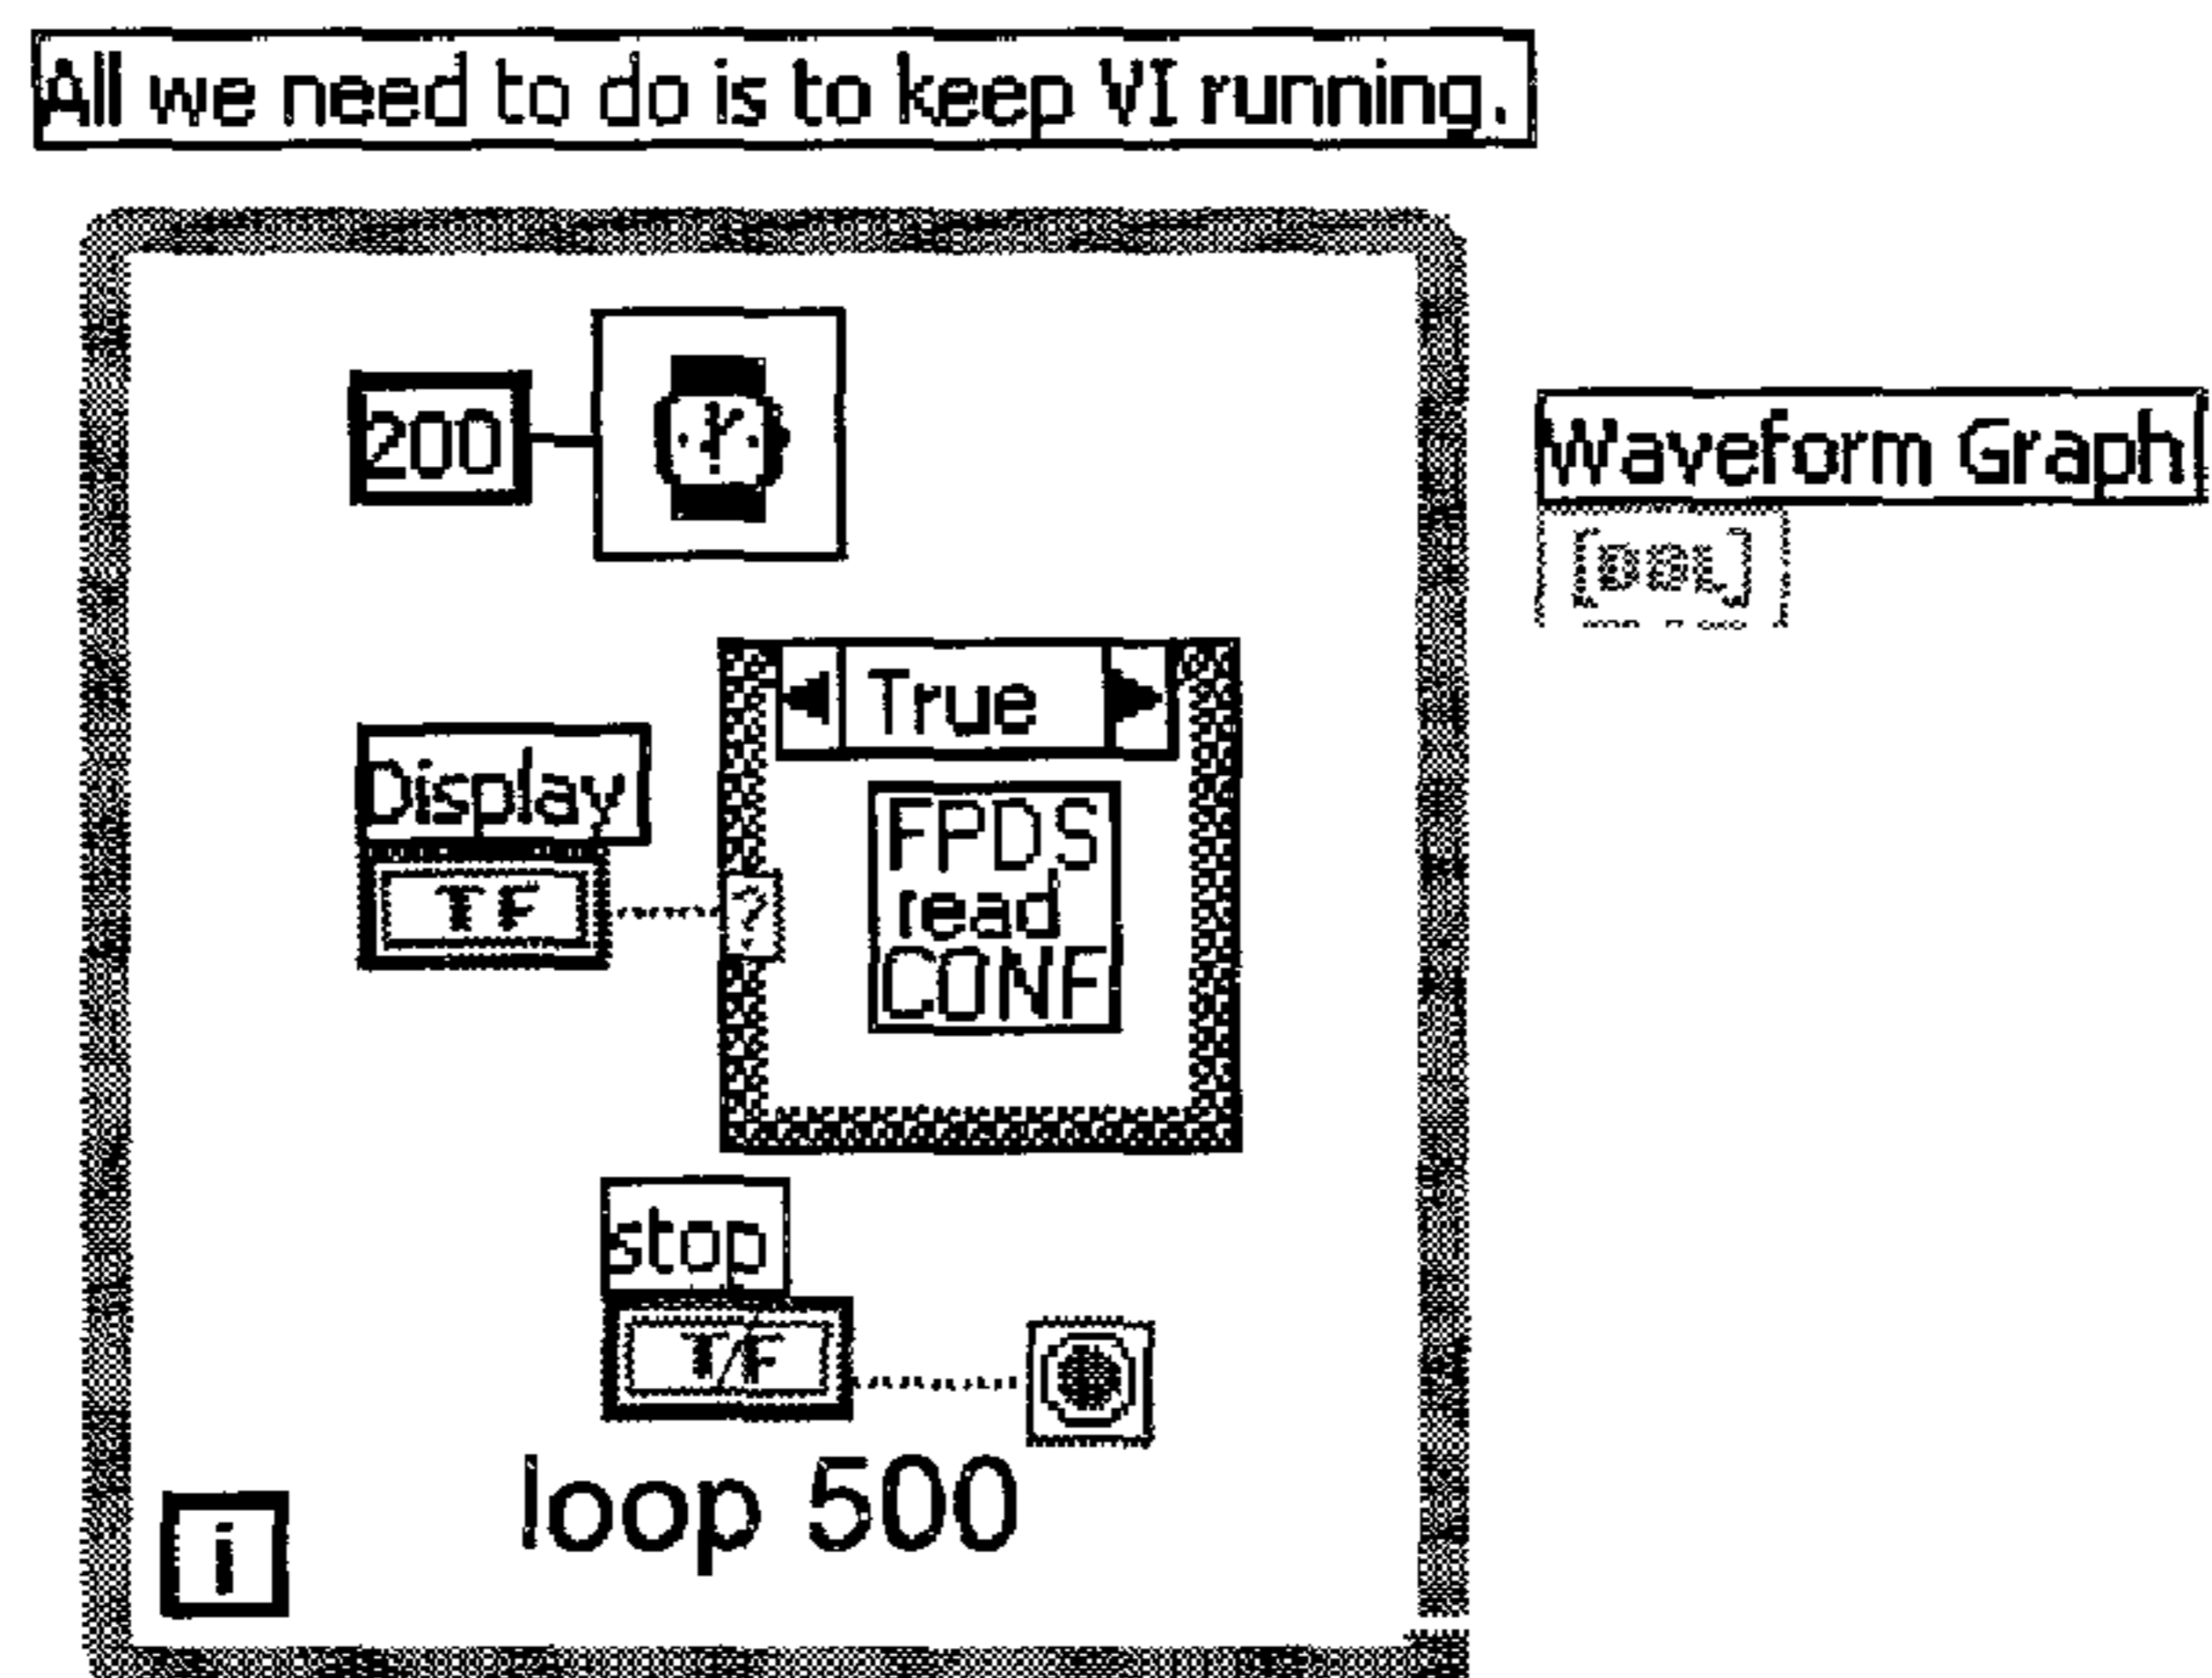 All we need to do is to keep VI running.
200
Waveform Graph
[DBL]
True
Display
TF
?
FPDS
read
CONF
stop
T/F
loop 500
i